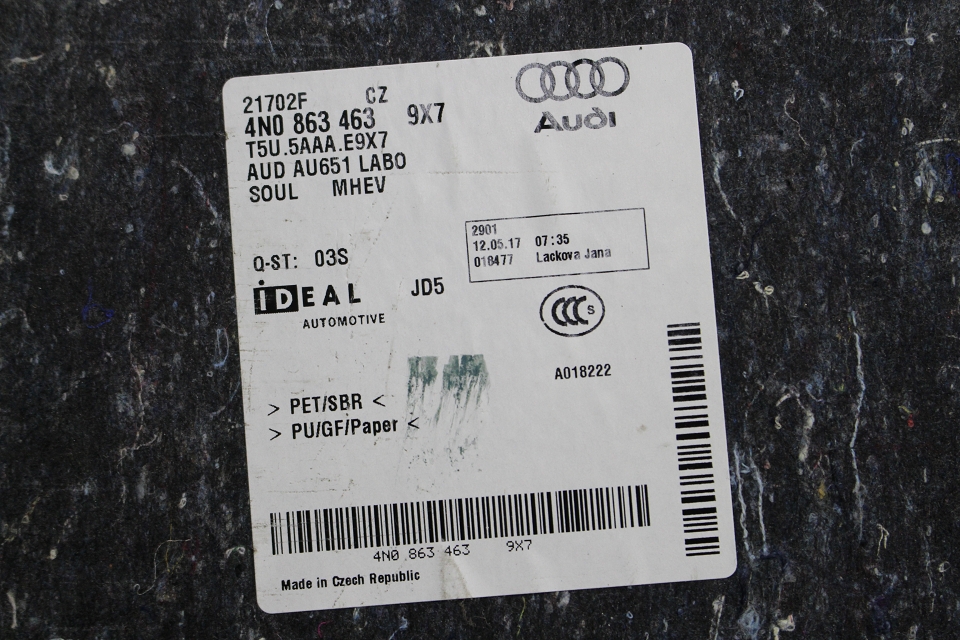 21702F CZ
4N0 863 463 9X7
T5U.5AAA.E9X7
AUD AU651 LABO
SOUL MHEV
Audi
2901
12.05.17 07:35
018477 Lackova Jana
Q-ST: 03S
iDEAL JD5
AUTOMOTIVE
CCC S
A018222
> PET/SBR <
> PU/GF/Paper <
4N0 863 463 9X7
Made in Czech Republic